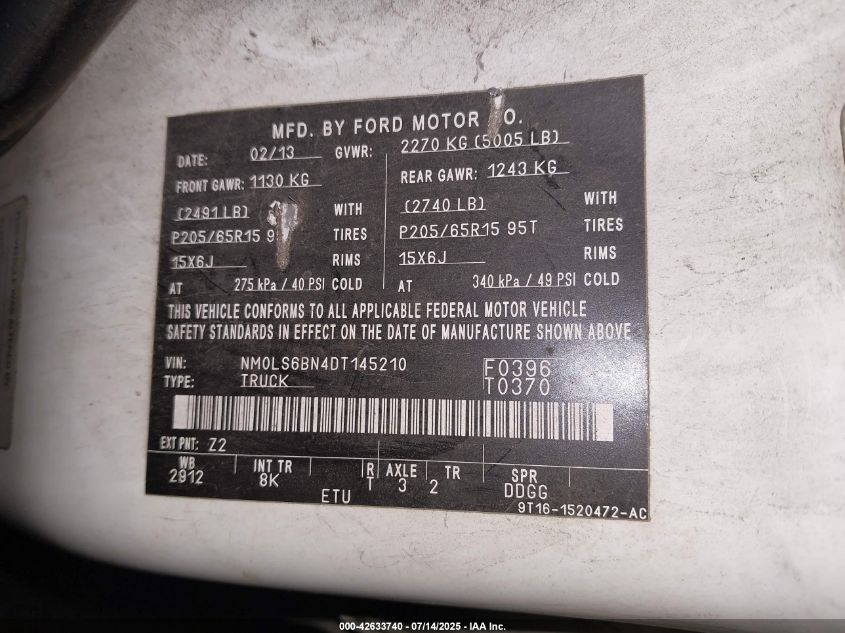 MFD. BY FORD MOTOR O.
DATE: 02/13 GVWR: 2270 KG (5005 LB)
FRONT GAWR: 1130 KG REAR GAWR: 1243 KG
(2491 LB) WITH (2740 LB) WITH
P205/65R15 9 TIRES P205/65R15 95T TIRES
15X6J RIMS 15X6J RIMS
AT 275 kPa / 40 PSI COLD AT 340 kPa / 49 PSI COLD
THIS VEHICLE CONFORMS TO ALL APPLICABLE FEDERAL MOTOR VEHICLE
SAFETY STANDARDS IN EFFECT ON THE DATE OF MANUFACTURE SHOWN ABOVE
VIN: NM0LS6BN4DT145210 F0396
TYPE: TRUCK T0370
EXT PNT: Z2
WB INT TR R AXLE TR SPR
2912 8K T 3 2 DDGG
ETU 9T16-1520472-AC
000-42633740 - 07/14/2025 - IAA Inc.